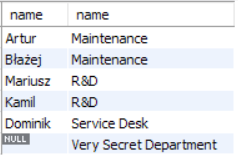 name name
Artur Maintenance
Błażej Maintenance
Mariusz R&D
Kamil R&D
Dominik Service Desk
NULL Very Secret Department